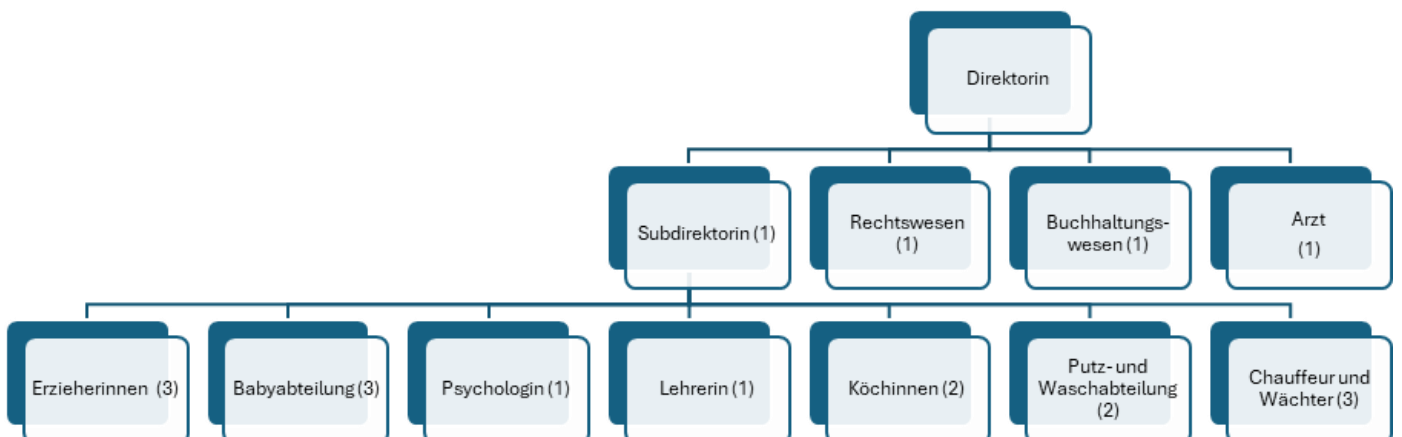 Direktorin
Subdirektorin (1)
Rechtswesen
(1)
Buchhaltungs-
wesen (1)
Arzt
(1)
Erzieherinnen (3)
Babyabteilung (3)
Psychologin (1)
Lehrerin (1)
Köchinnen (2)
Putz- und
Waschabteilung
(2)
Chauffeur und
Wächter (3)